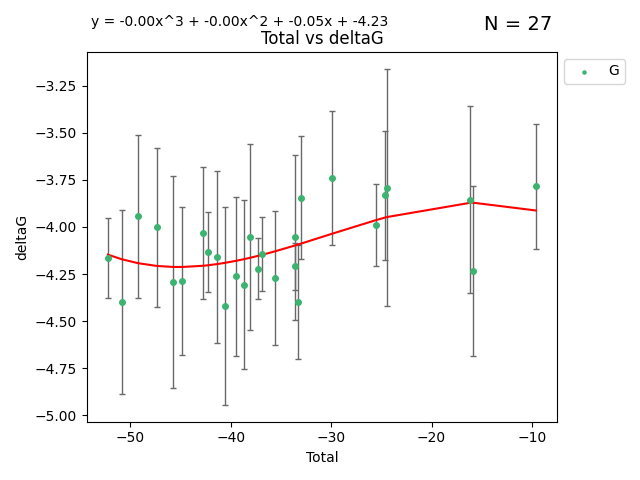 y = -0.00x^3 + -0.00x^2 + -0.05x + -4.23
N = 27
Total vs deltaG
G
deltaG
−3.25
−3.50
−3.75
−4.00
−4.25
−4.50
−4.75
−5.00
−50 −40 −30 −20 −10
Total